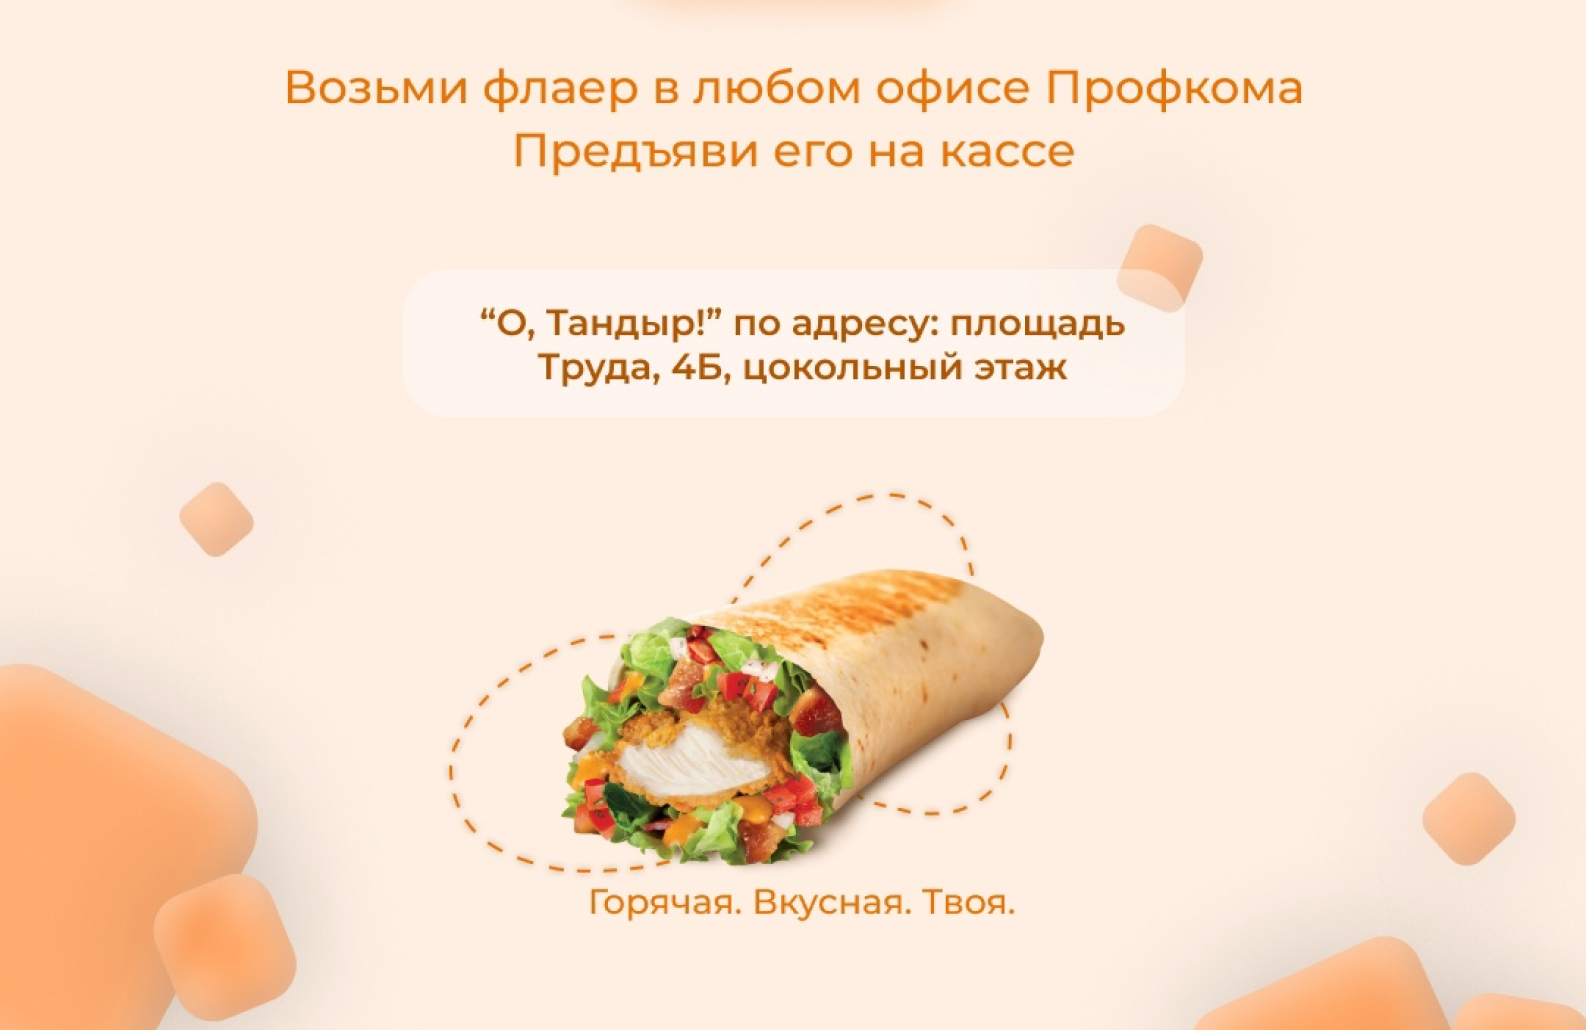 Возьми флаер в любом офисе Профкома
Предъяви его на кассе
“О, Тандыр!” по адресу: площадь
Труда, 4Б, цокольный этаж
Горячая. Вкусная. Твоя.